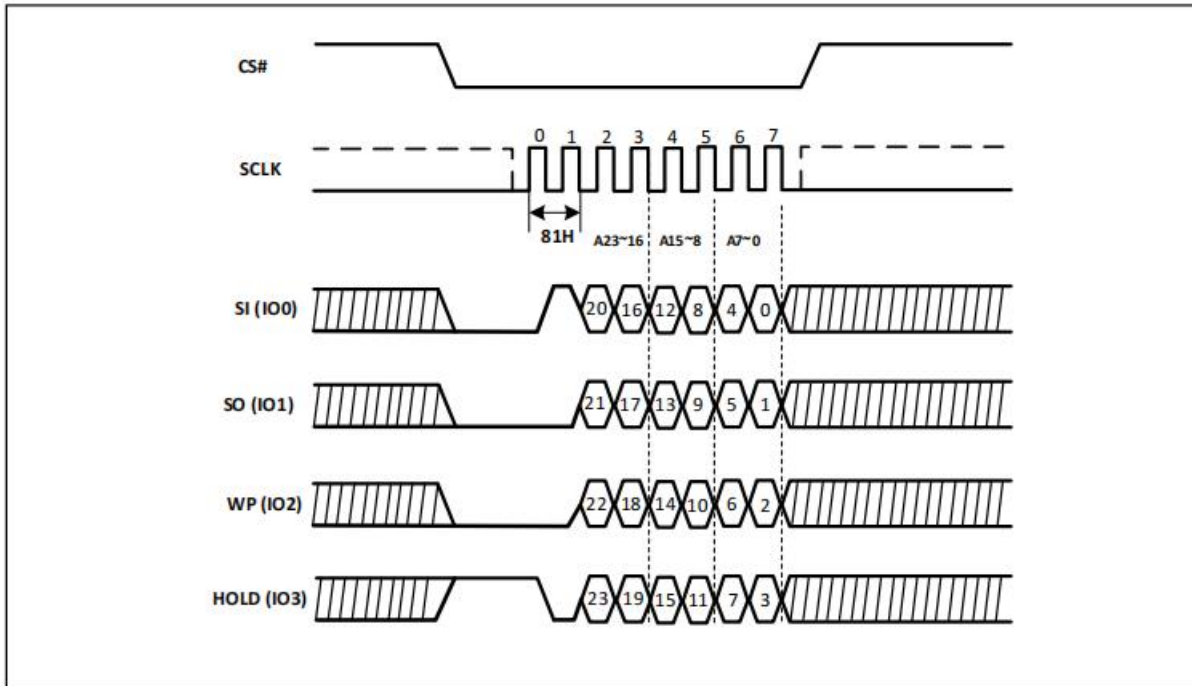 CS#
0 1 2 3 4 5 6 7
SCLK
81H A23~16 A15~8 A7~0
SI (IO0) 20 16 12 8 4 0
SO (IO1) 21 17 13 9 5 1
WP (IO2) 22 18 14 10 6 2
HOLD (IO3) 23 19 15 11 7 3